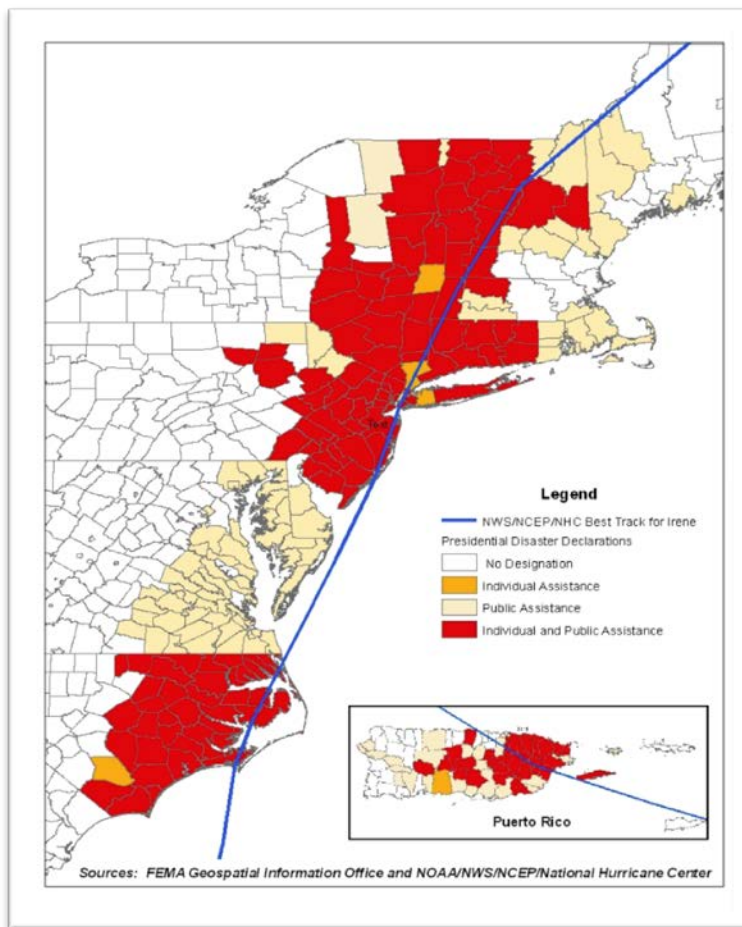 Text
Legend
NWS/NCEP/NHC Best Track for Irene
Presidential Disaster Declarations
No Designation
Individual Assistance
Public Assistance
Individual and Public Assistance
Puerto Rico
Sources: FEMA Geospatial Information Office and NOAA/NWS/NCEP/National Hurricane Center